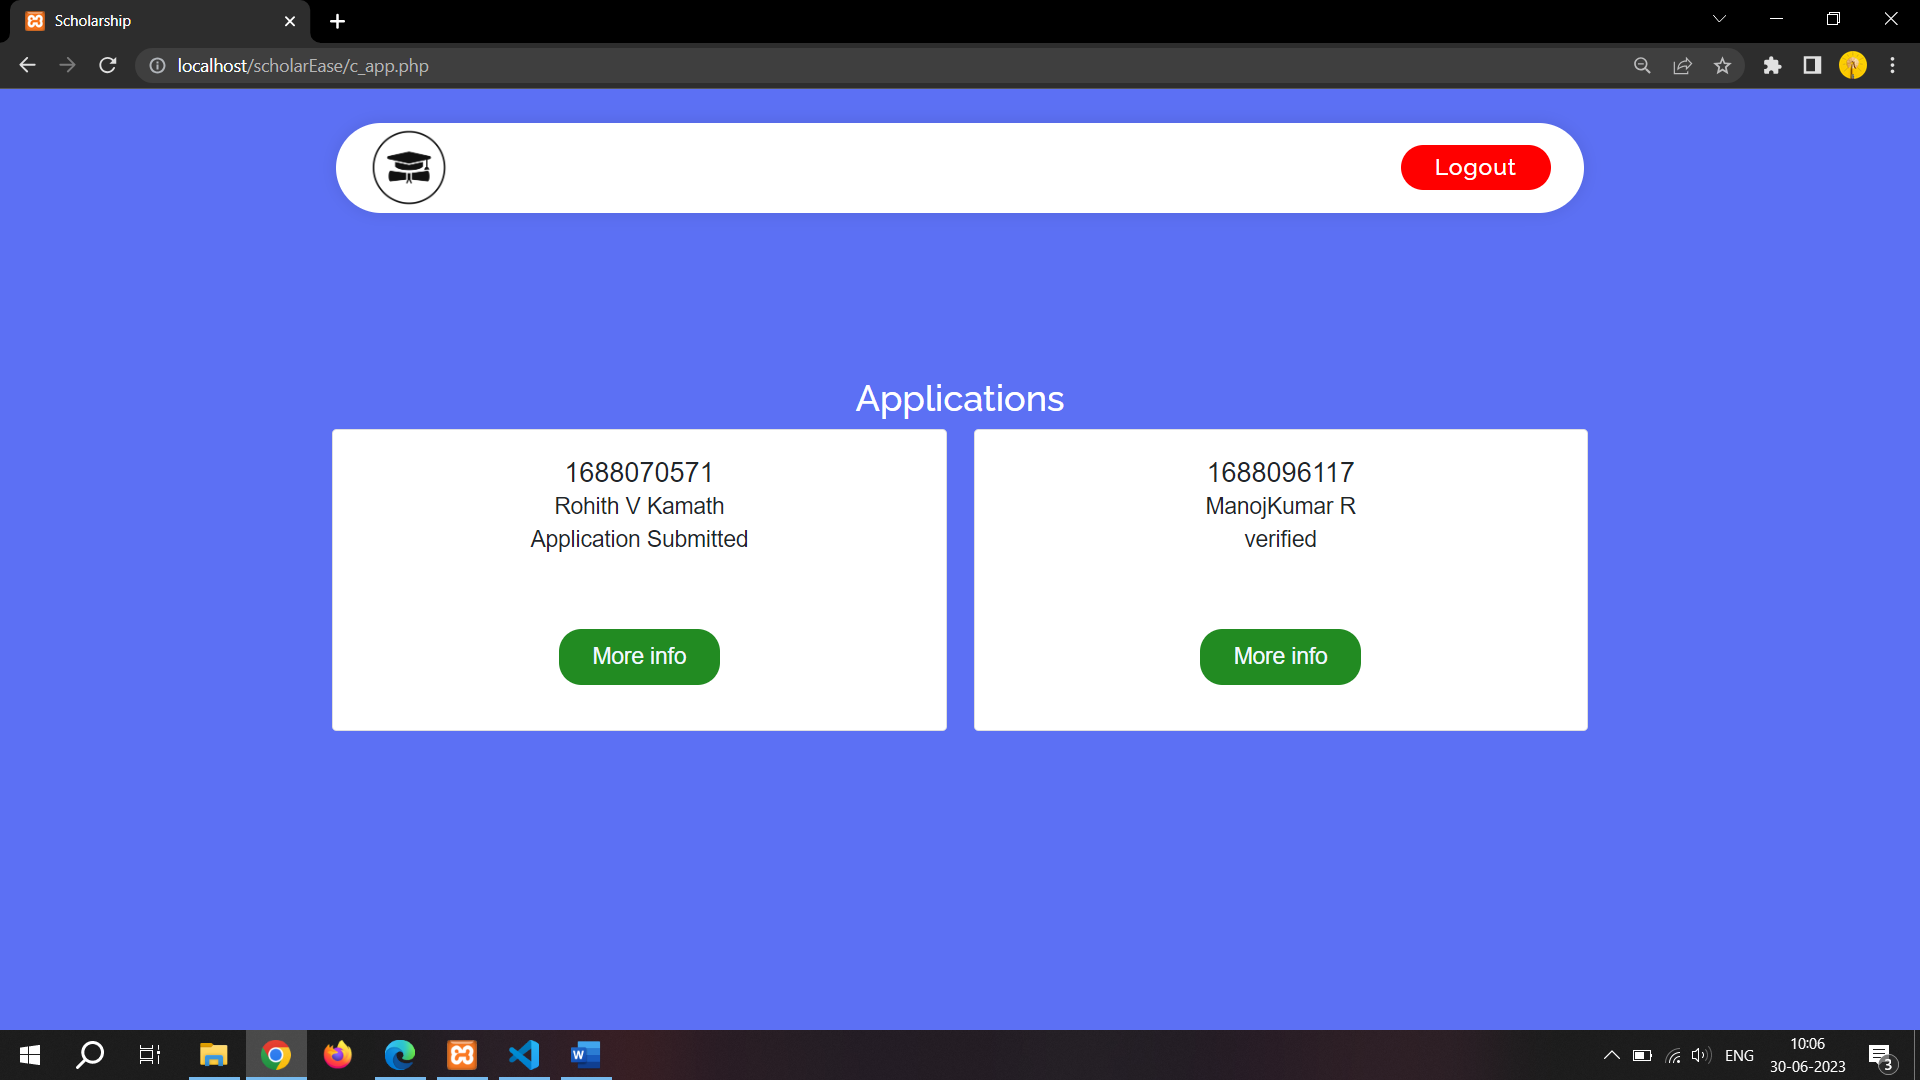 Scholarship
localhost/scholarEase/c_app.php
Logout
Applications
1688070571
Rohith V Kamath
Application Submitted
More info
1688096117
ManojKumar R
verified
More info
W
ENG
10:06
30-06-2023
3